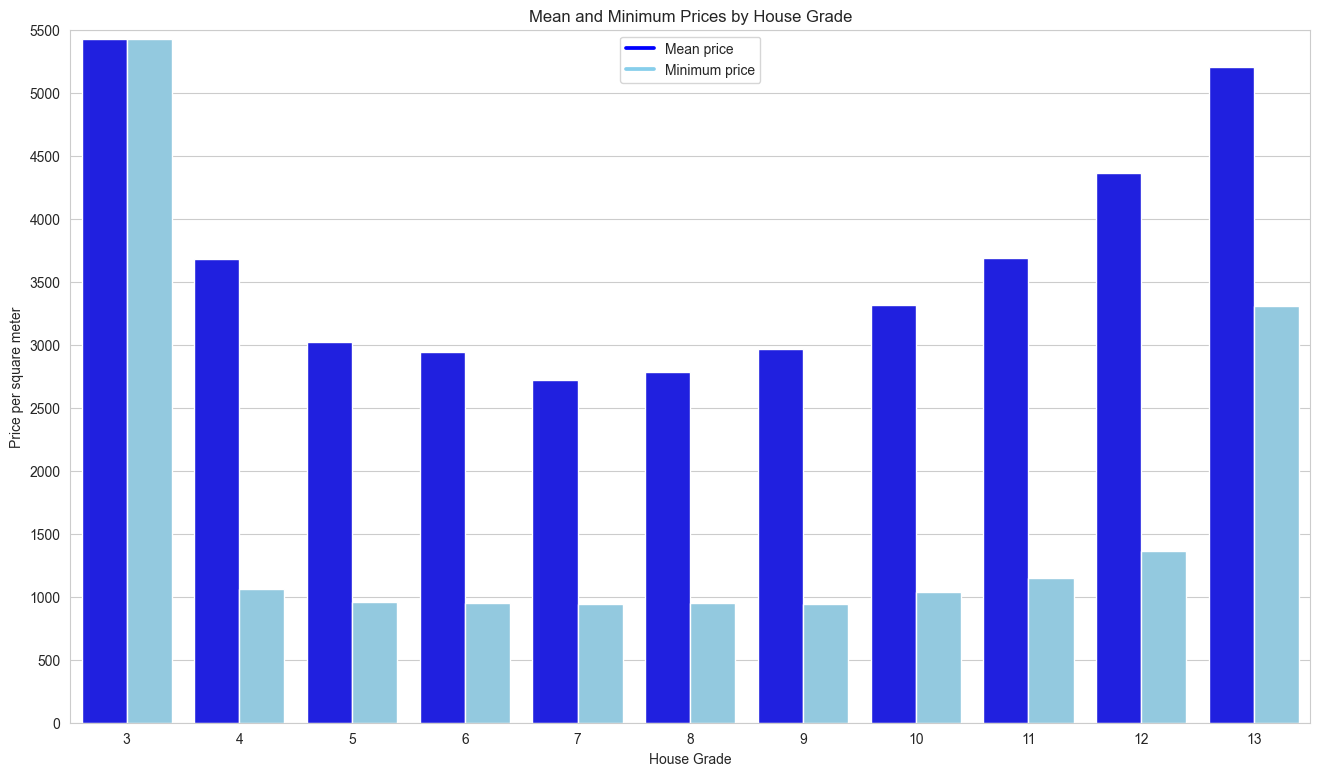 Mean and Minimum Prices by House Grade
Mean price
Minimum price
Price per square meter
5500
5000
4500
4000
3500
3000
2500
2000
1500
1000
500
0
3 4 5 6 7 8 9 10 11 12 13
House Grade